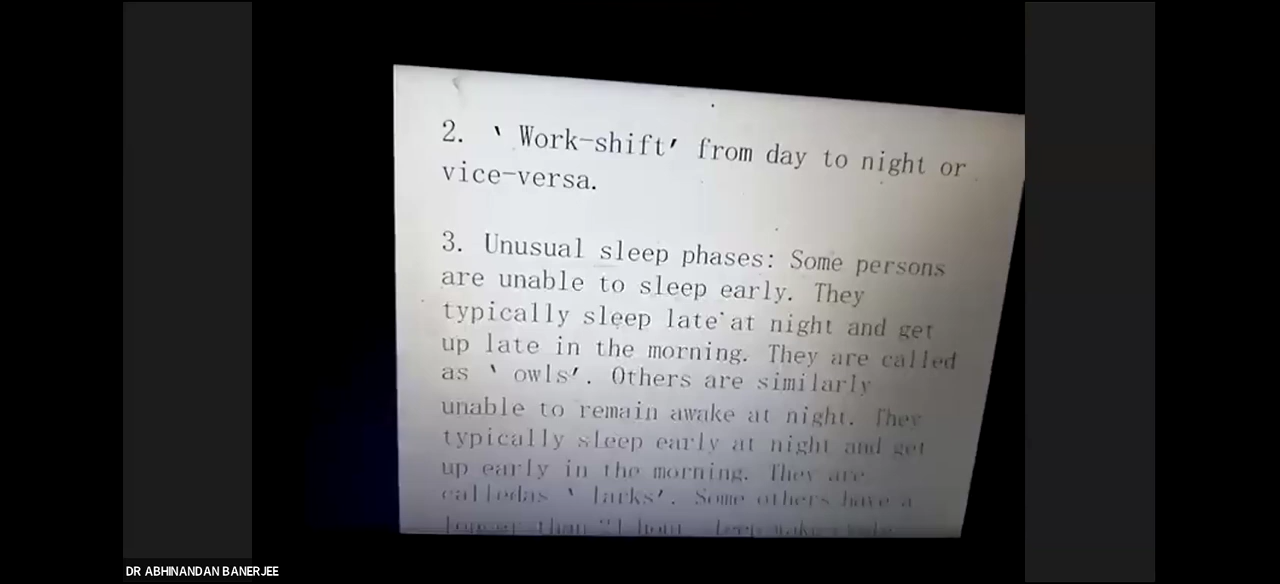 2. ‵ Work-shift′ from day to night or
vice-versa.
3. Unusual sleep phases: Some persons
are unable to sleep early. They
typically sleep late at night and get
up late in the morning. They are called
as ‵ owls′. Others are similarly
unable to remain awake at night. They
typically sleep early at night and get
up early in the morning. They are
calledas ‵ larks′. Some others have a
longer than
DR ABHINANDAN BANERJEE